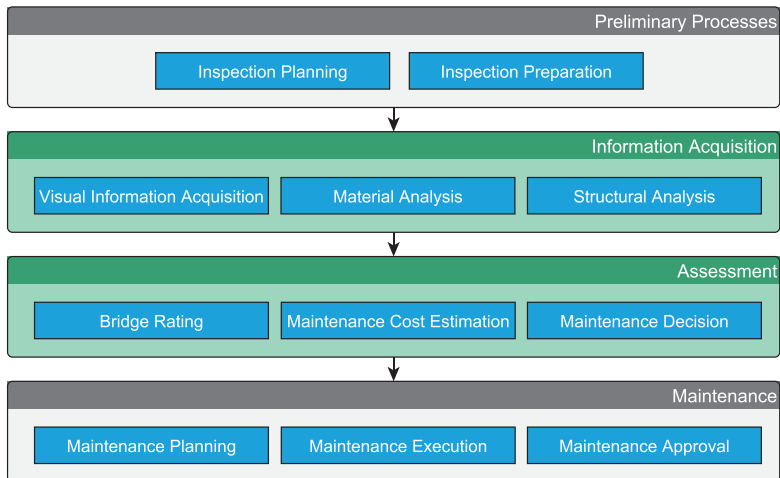 Preliminary Processes
Inspection Planning
Inspection Preparation
Information Acquisition
Visual Information Acquisition
Material Analysis
Structural Analysis
Assessment
Bridge Rating
Maintenance Cost Estimation
Maintenance Decision
Maintenance
Maintenance Planning
Maintenance Execution
Maintenance Approval